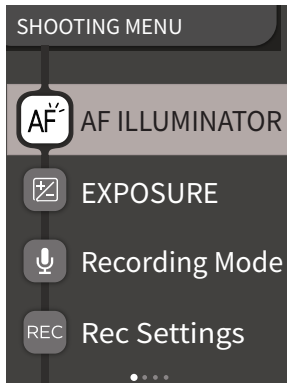 SHOOTING MENU
AF AF ILLUMINATOR
EXPOSURE
Recording Mode
REC Rec Settings